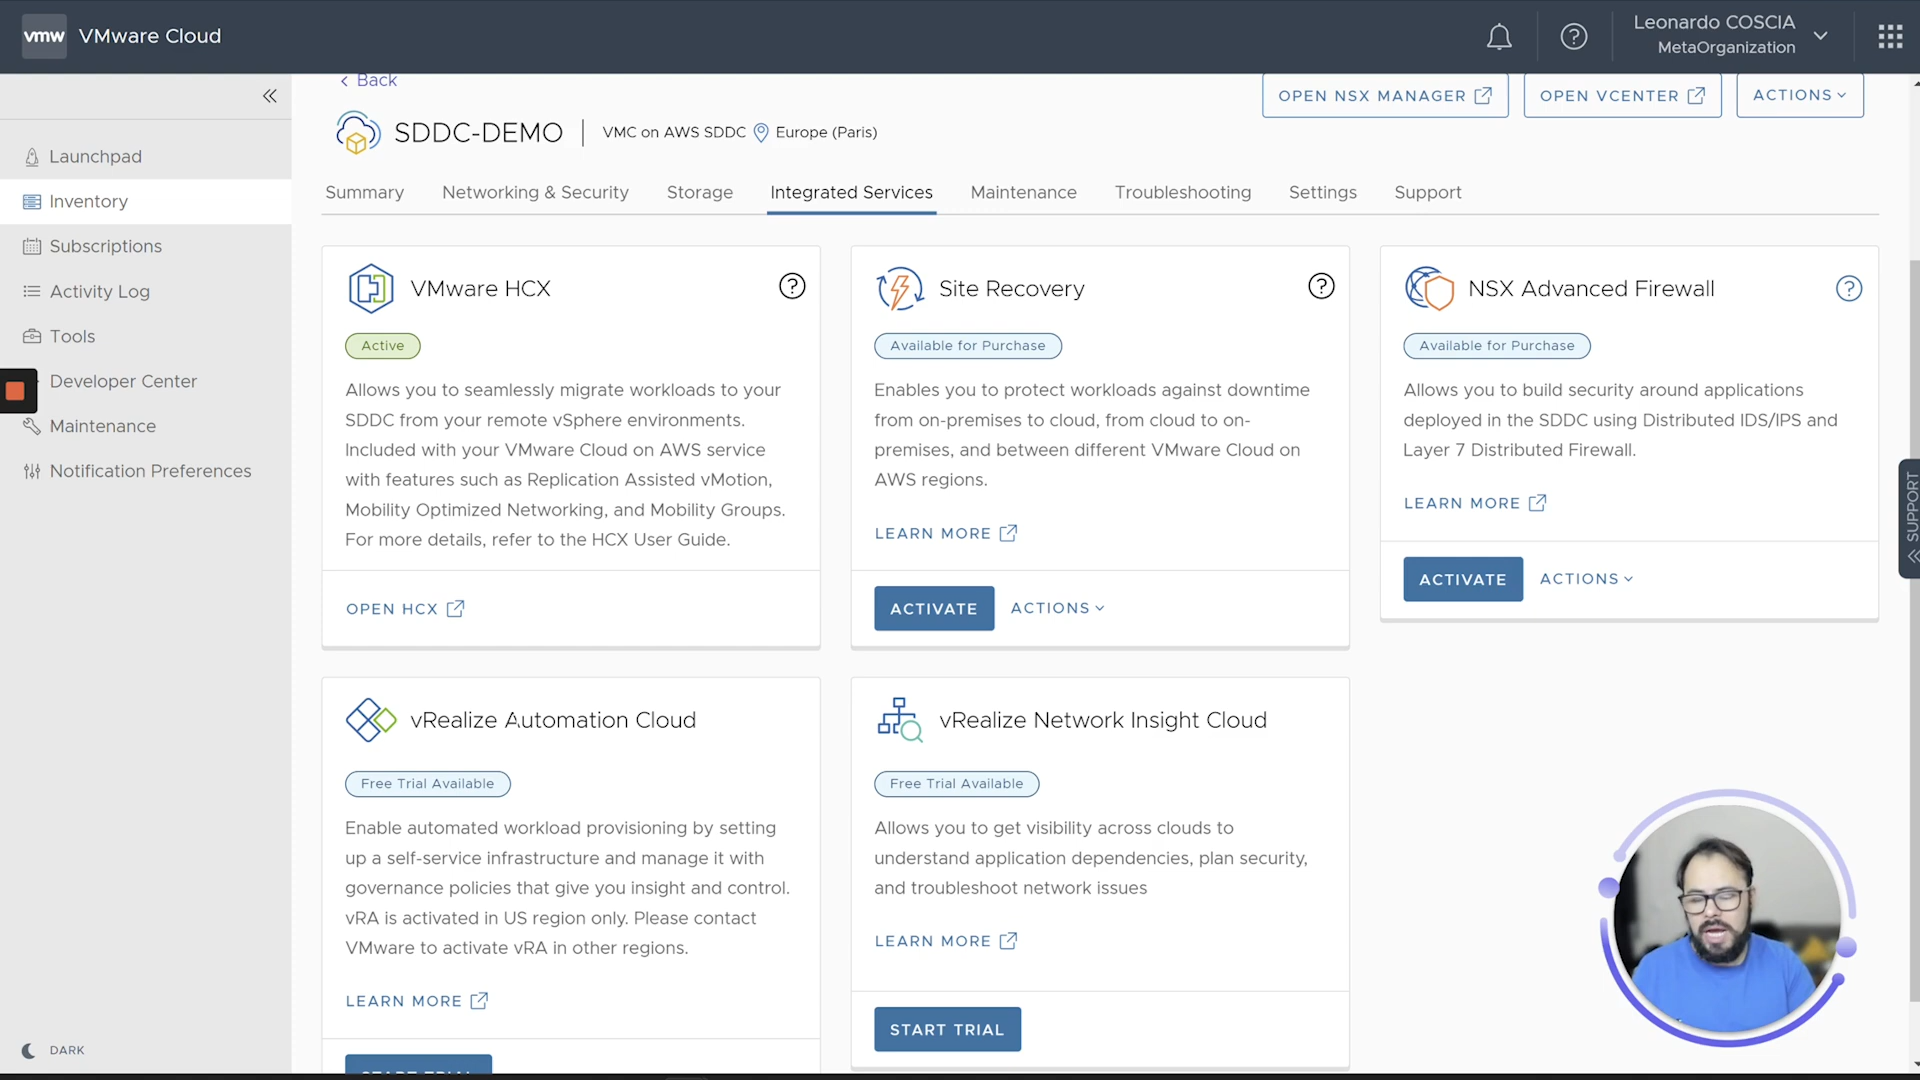 vmw VMware Cloud
Leonardo COSCIA
MetaOrganization
Launchpad
Inventory
Subscriptions
Activity Log
Tools
Developer Center
Maintenance
Notification Preferences
DARK
Back
SDDC-DEMO
VMC on AWS SDDC Europe (Paris)
OPEN NSX MANAGER
OPEN VCENTER
ACTIONS
Summary
Networking & Security
Storage
Integrated Services
Maintenance
Troubleshooting
Settings
Support
VMware HCX
Active
Allows you to seamlessly migrate workloads to your
SDDC from your remote vSphere environments.
Included with your VMware Cloud on AWS service
with features such as Replication Assisted vMotion,
Mobility Optimized Networking, and Mobility Groups.
For more details, refer to the HCX User Guide.
OPEN HCX
Site Recovery
Available for Purchase
Enables you to protect workloads against downtime
from on-premises to cloud, from cloud to on-
premises, and between different VMware Cloud on
AWS regions.
LEARN MORE
ACTIVATE
ACTIONS
NSX Advanced Firewall
Available for Purchase
Allows you to build security around applications
deployed in the SDDC using Distributed IDS/IPS and
Layer 7 Distributed Firewall.
LEARN MORE
ACTIVATE
ACTIONS
vRealize Automation Cloud
Free Trial Available
Enable automated workload provisioning by setting
up a self-service infrastructure and manage it with
governance policies that give you insight and control.
vRA is activated in US region only. Please contact
VMware to activate vRA in other regions.
LEARN MORE
START TRIAL
vRealize Network Insight Cloud
Free Trial Available
Allows you to get visibility across clouds to
understand application dependencies, plan security,
and troubleshoot network issues
LEARN MORE
START TRIAL
SUPPORT